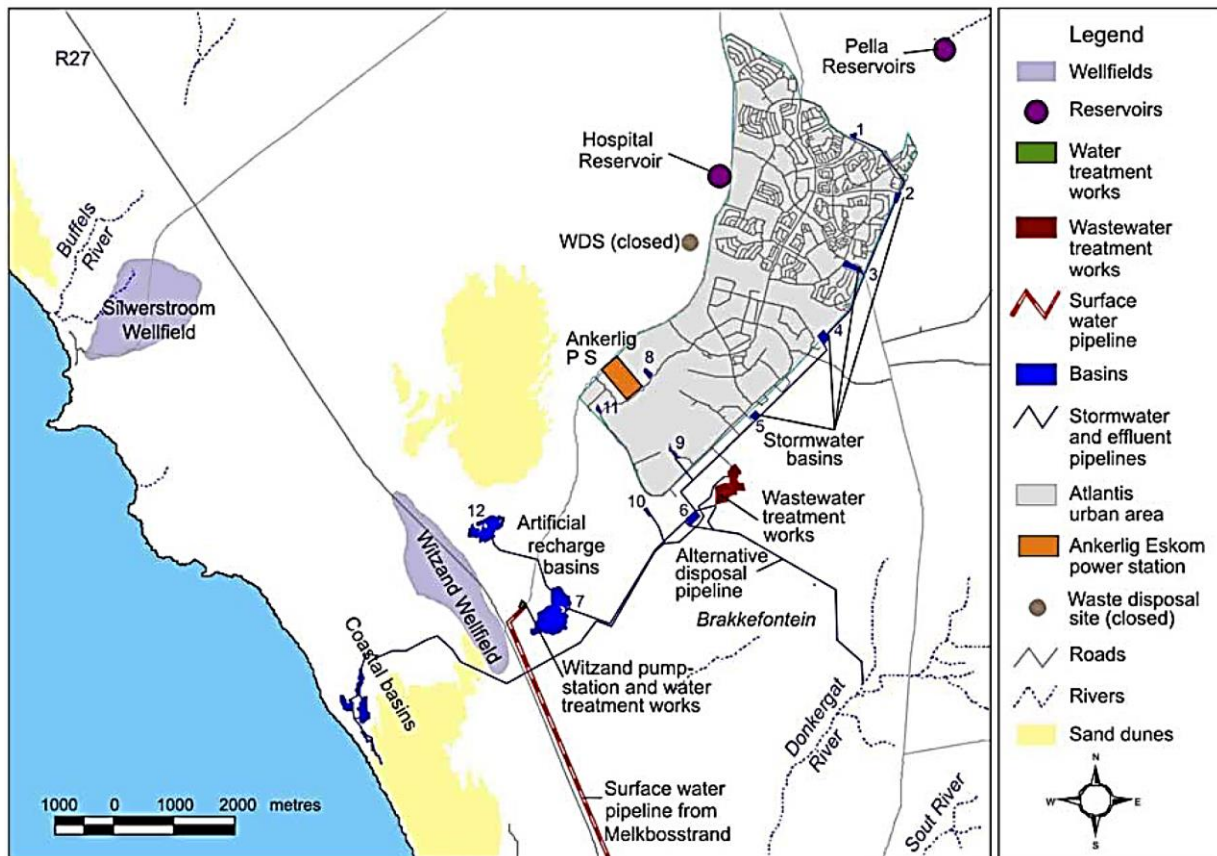 R27
Pella
Reservoirs
1
Hospital
Reservoir
2
WDS (closed)
3
Buffels
River
Silwerstroom
Wellfield
4
Ankerlig
P S
8
11
5
Stormwater
basins
9
10
Wastewater
treatment
works
6
12
Artificial
recharge
basins
Alternative
disposal
pipeline
7
Witzand Wellfield
Brakkefontein
Coastal basins
Witzand pump-
station and water
treatment works
Donkergat
River
Surface water
pipeline from
Melkbosstrand
Sout River
1000 0 1000 2000 metres
Legend
Wellfields
Reservoirs
Water
treatment
works
Wastewater
treatment
works
Surface
water
pipeline
Basins
Stormwater
and effluent
pipelines
Atlantis
urban area
Ankerlig Eskom
power station
Waste disposal
site (closed)
Roads
Rivers
Sand dunes
N
W E
S